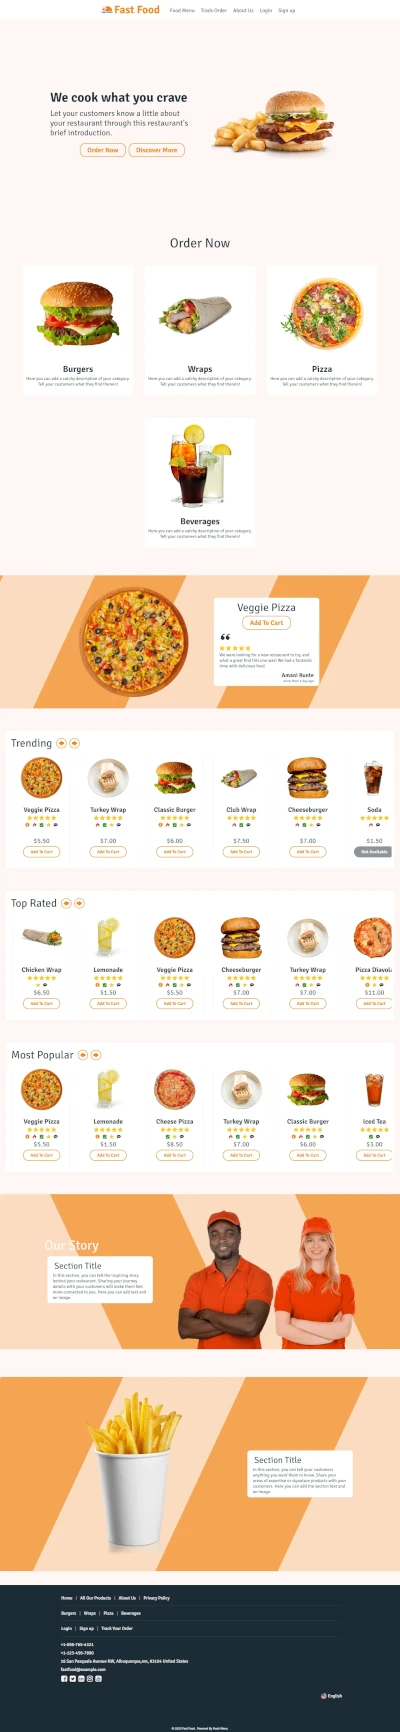 Fast Food
Food Menu Track Order About Us Login Sign up
We cook what you crave
Let your customers know a little about
your restaurant through this restaurant's
brief introduction.
Order Now Discover More
Order Now
Burgers
Here you can add a catchy description of your category.
Tell your customers what they find therein!
Wraps
Here you can add a catchy description of your category.
Tell your customers what they find therein!
Pizza
Here you can add a catchy description of your category.
Tell your customers what they find therein!
Beverages
Here you can add a catchy description of your category.
Tell your customers what they find therein!
Veggie Pizza
Add To Cart
We were looking for a new restaurant to try, and
what a great find this one was! We had a fantastic
time with delicious food.
Amani Runte
Trending
Veggie Pizza Turkey Wrap Classic Burger Club Wrap Cheeseburger Soda
$5.50 $7.00 $6.00 $7.50 $7.00 $1.50
Add To Cart Add To Cart Add To Cart Add To Cart Add To Cart Not Available
Top Rated
Chicken Wrap Lemonade Veggie Pizza Cheeseburger Turkey Wrap Pizza Diavola
$6.50 $1.50 $5.50 $7.00 $7.00 $11.00
Add To Cart Add To Cart Add To Cart Add To Cart Add To Cart Add To Cart
Most Popular
Veggie Pizza Lemonade Cheese Pizza Turkey Wrap Classic Burger Iced Tea
$5.50 $1.50 $8.50 $7.00 $6.00 $3.00
Add To Cart Add To Cart Add To Cart Add To Cart Add To Cart Add To Cart
Our Story
Section Title
In this section, you can tell the inspiring story
behind your restaurant. Sharing your journey
details with your customers will make them feel
more connected to you. Here you can add text and
an image.
Section Title
In this section, you can tell your customers
anything you want them to know. Share your
areas of expertise or signature products with your
customers. Here you can add the section text and
an image
Home | All Our Products | About Us | Privacy Policy
Burgers | Wraps | Pizza | Beverages
Login | Sign up | Track Your Order
+1-098-765-4321
+1-123-456-7890
16 San Pasquale Avenue NW, Albuquerque,nm, 83104 United States
fastfood@example.com
English
© 2023 Fast Food, Powered By Food-Menu